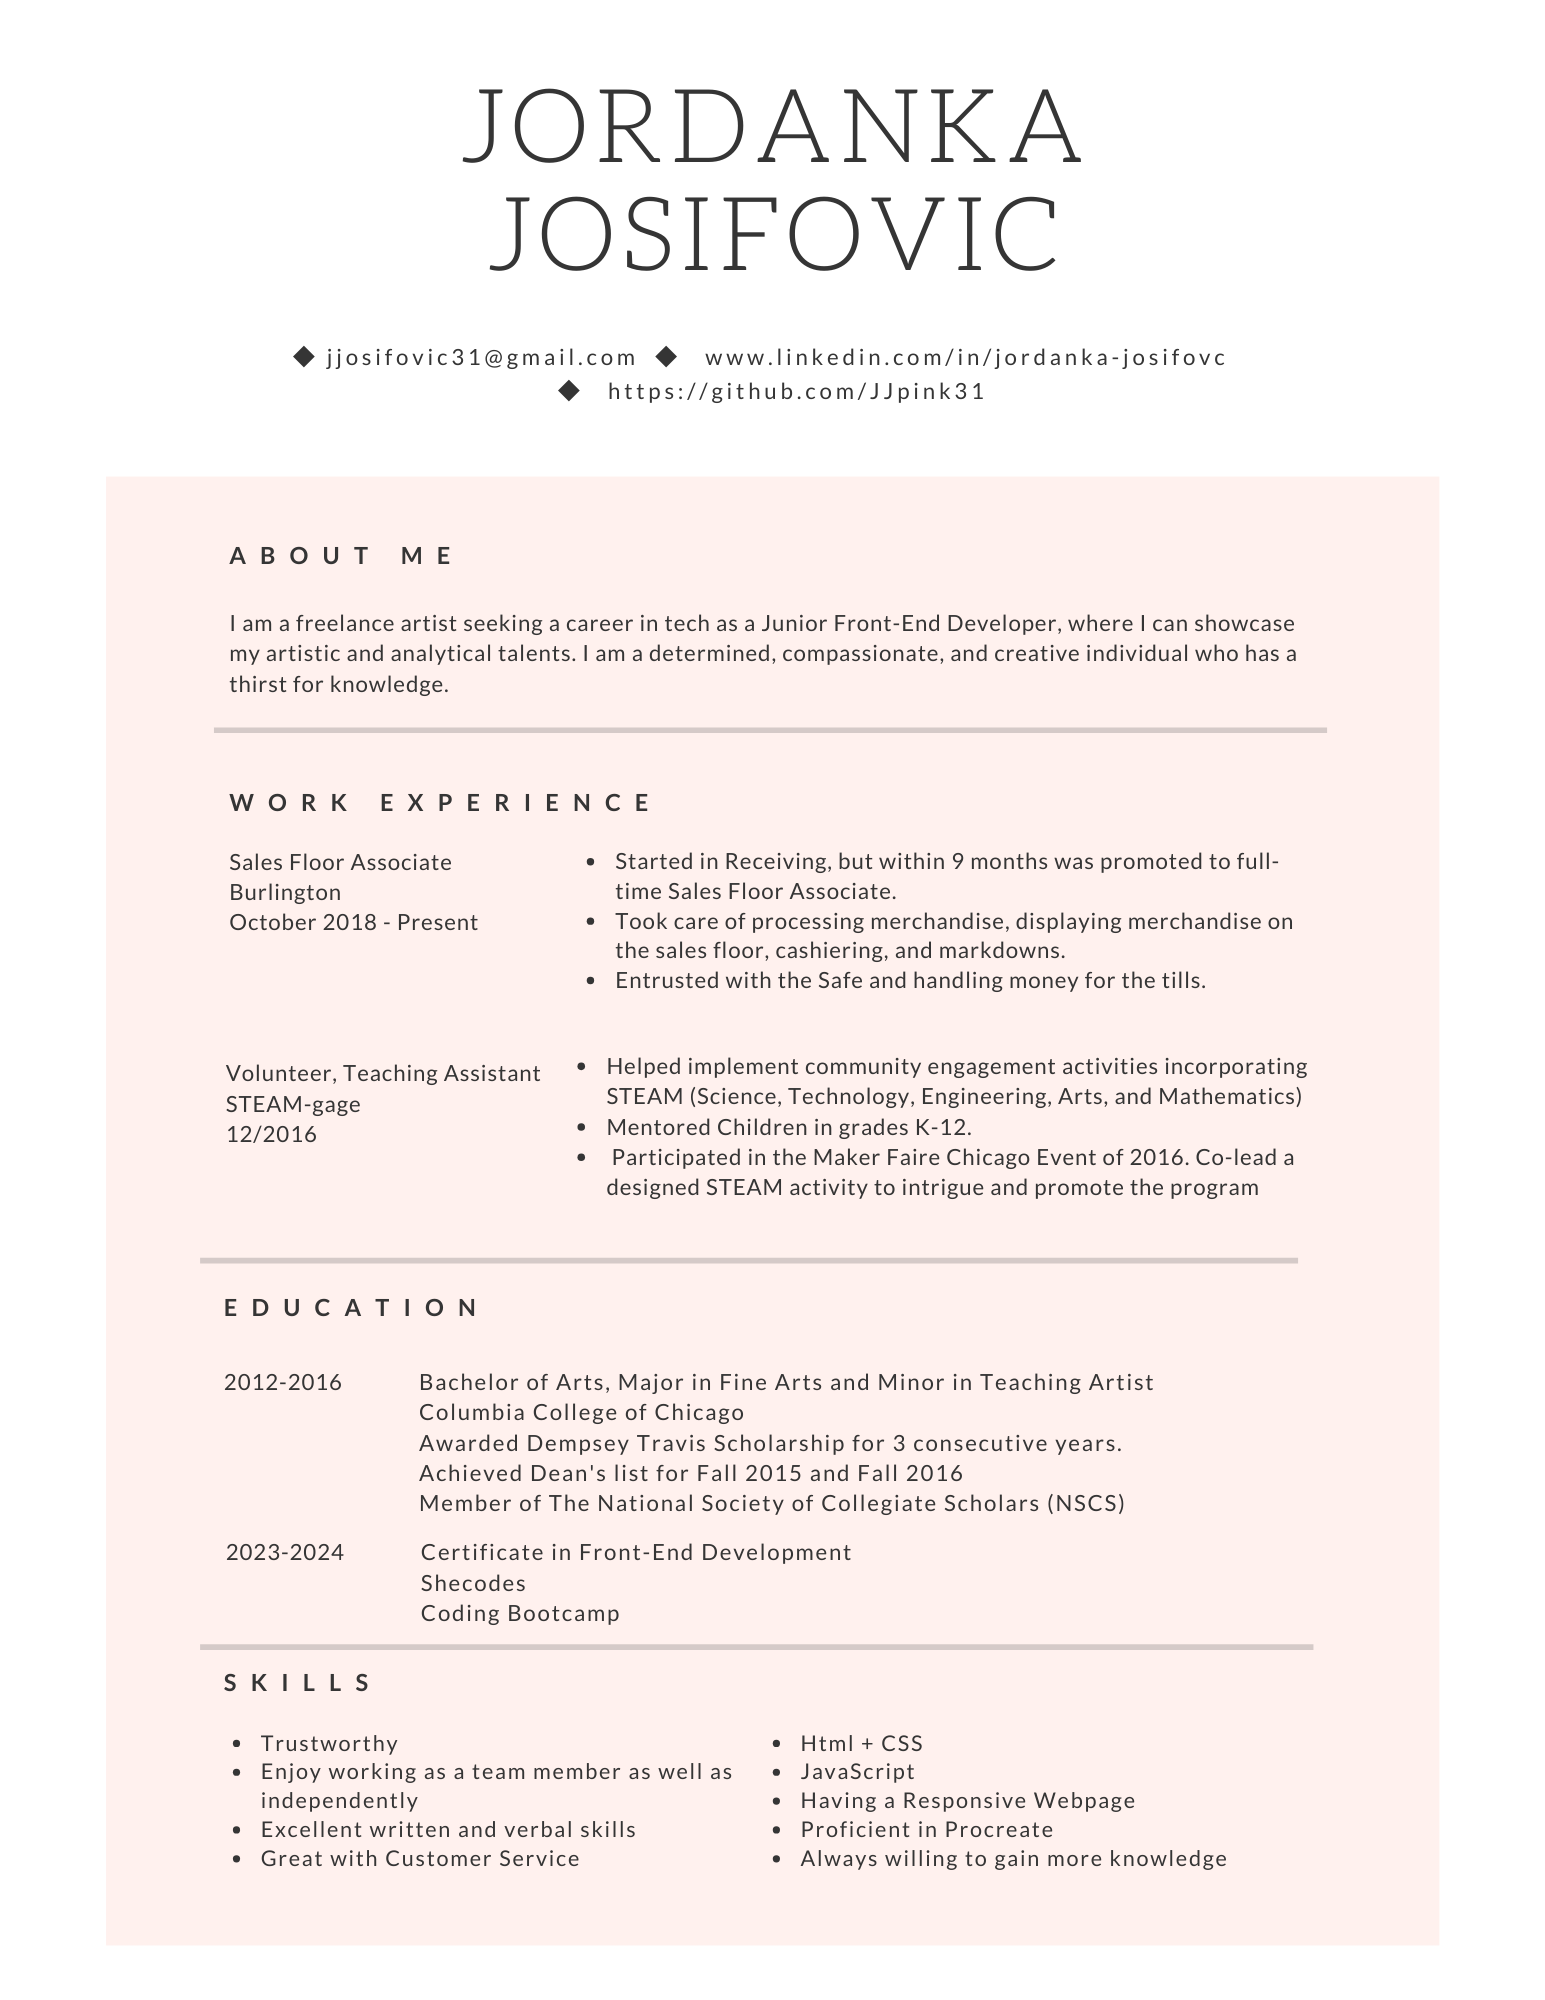 JORDANKA
JOSIFOVIC
◆ jjosifovic31@gmail.com ◆ www.linkedin.com/in/jordanka-josifovc
◆ https://github.com/JJpink31
ABOUT ME
I am a freelance artist seeking a career in tech as a Junior Front-End Developer, where I can showcase
my artistic and analytical talents. I am a determined, compassionate, and creative individual who has a
thirst for knowledge.
WORK EXPERIENCE
Sales Floor Associate
Burlington
October 2018 - Present
• Started in Receiving, but within 9 months was promoted to full-
time Sales Floor Associate.
• Took care of processing merchandise, displaying merchandise on
the sales floor, cashiering, and markdowns.
• Entrusted with the Safe and handling money for the tills.
Volunteer, Teaching Assistant
STEAM-gage
12/2016
• Helped implement community engagement activities incorporating
STEAM (Science, Technology, Engineering, Arts, and Mathematics)
• Mentored Children in grades K-12.
• Participated in the Maker Faire Chicago Event of 2016. Co-lead a
designed STEAM activity to intrigue and promote the program
EDUCATION
2012-2016
Bachelor of Arts, Major in Fine Arts and Minor in Teaching Artist
Columbia College of Chicago
Awarded Dempsey Travis Scholarship for 3 consecutive years.
Achieved Dean's list for Fall 2015 and Fall 2016
Member of The National Society of Collegiate Scholars (NSCS)
2023-2024
Certificate in Front-End Development
Shecodes
Coding Bootcamp
SKILLS
• Trustworthy
• Enjoy working as a team member as well as
independently
• Excellent written and verbal skills
• Great with Customer Service
• Html + CSS
• JavaScript
• Having a Responsive Webpage
• Proficient in Procreate
• Always willing to gain more knowledge